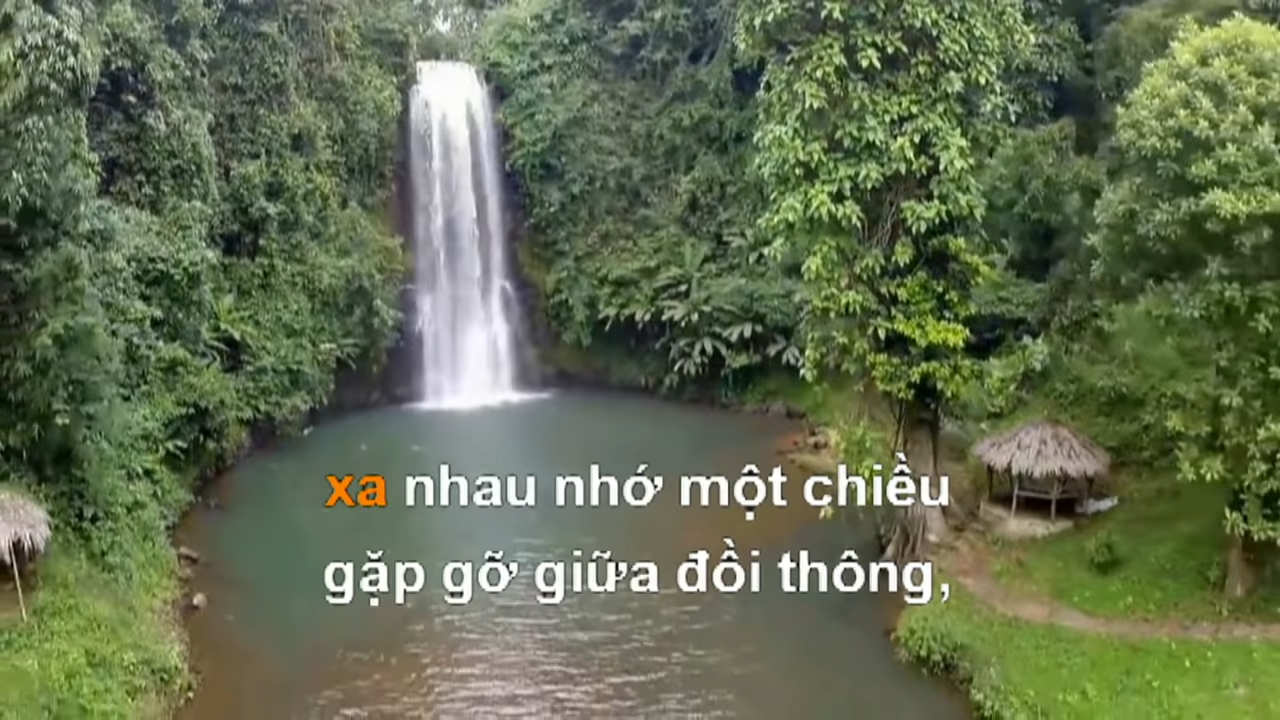 xa nhau nhớ một chiều
gặp gỡ giữa đồi thông,